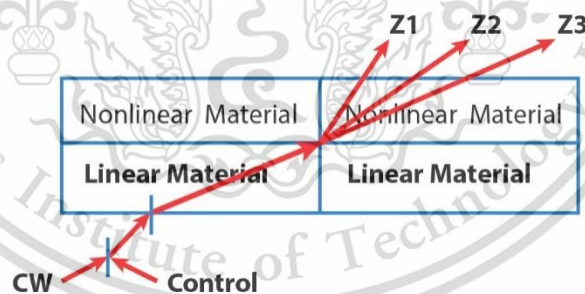 Z1 Z2 Z3
Nonlinear Material Nonlinear Material
Linear Material Linear Material
Institute of Technology
CW Control